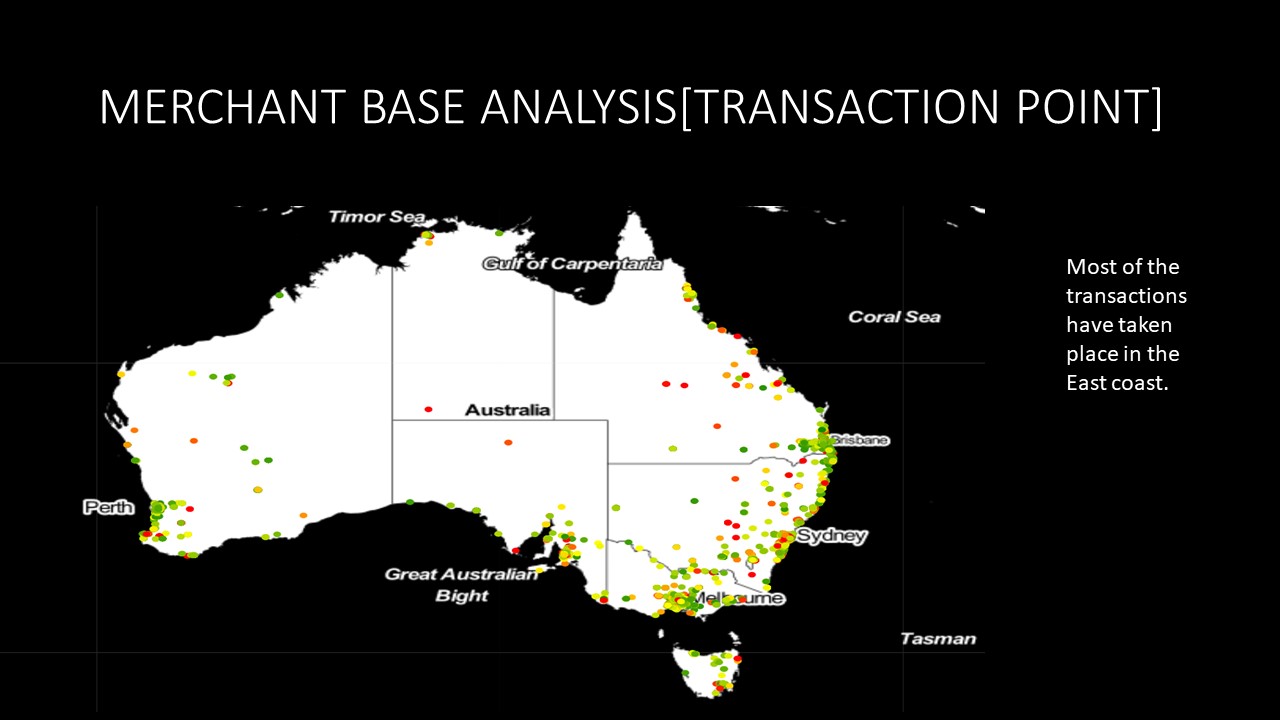 MERCHANT BASE ANALYSIS[TRANSACTION POINT]
Timor Sea
Gulf of Carpentaria
Coral Sea
Australia
Brisbane
Perth
Sydney
Great Australian
Bight
Melbourne
Tasman
Most of the
transactions
have taken
place in the
East coast.